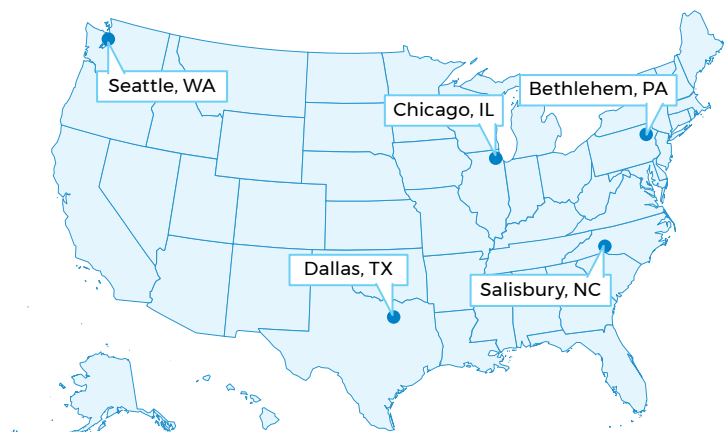 Seattle, WA
Bethlehem, PA
Chicago, IL
Dallas, TX
Salisbury, NC